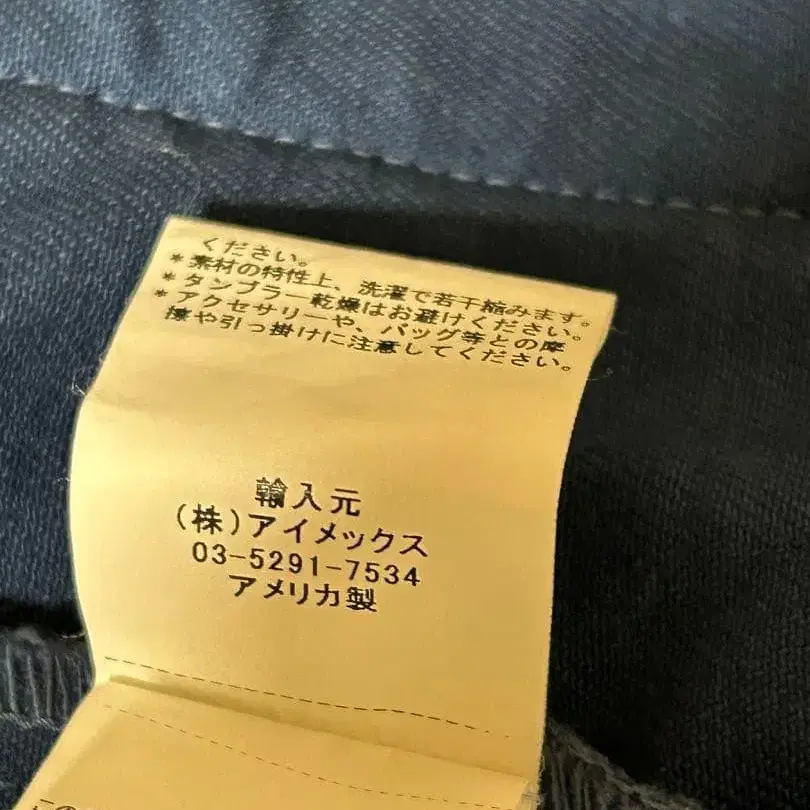 ください。
*素材の特性上、洗濯で若干縮みます。
*タンブラー乾燥はお避けください。
*アクセサリーや、バッグ等との摩
擦や引っ掛けに注意してください。
輸入元
(株)アイメックス
03-5291-7534
アメリカ製
この